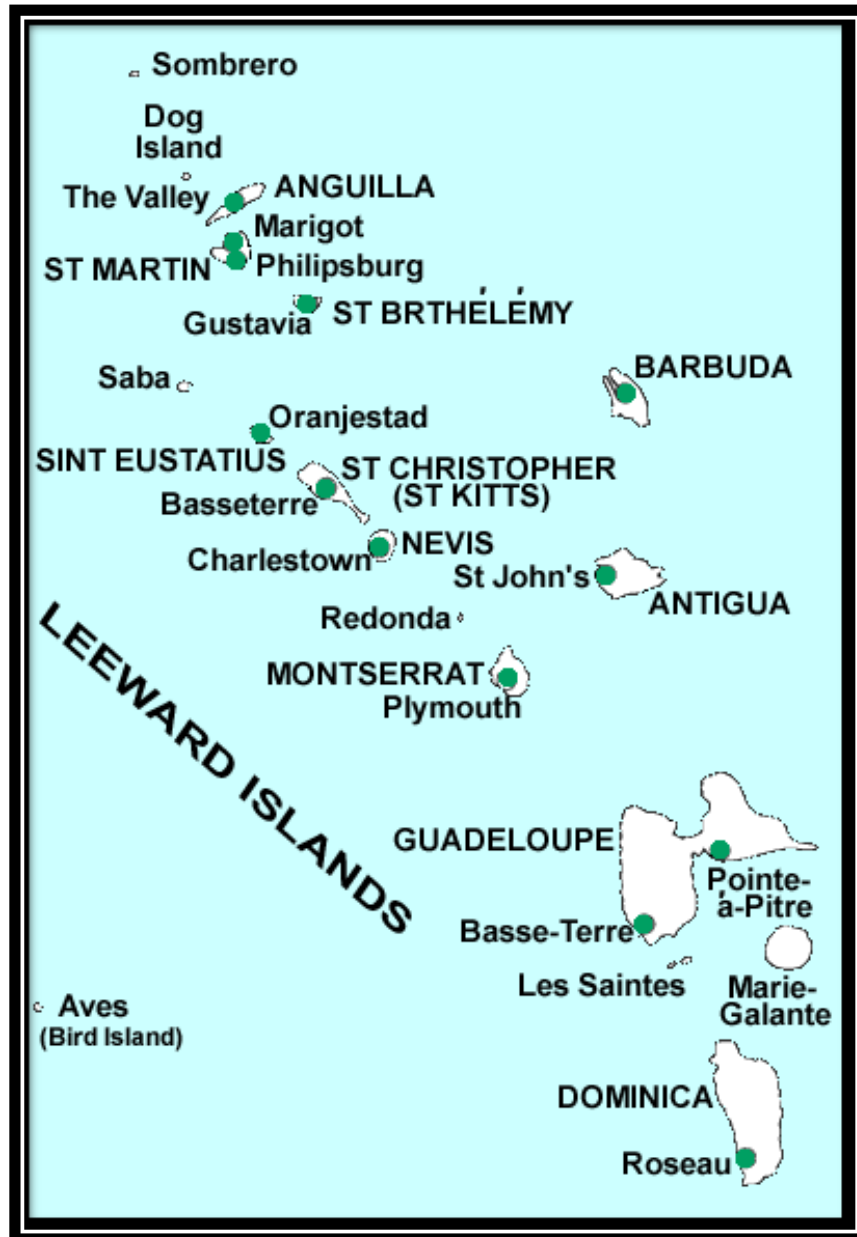 Sombrero
Dog
Island
The Valley
ANGUILLA
Marigot
ST MARTIN
Philipsburg
Gustavia
ST BRTHÉLÉMY
Saba
BARBUDA
Oranjestad
SINT EUSTATIUS
ST CHRISTOPHER
(ST KITTS)
Basseterre
NEVIS
Charlestown
St John's
ANTIGUA
Redonda
MONTSERRAT
Plymouth
LEEWARD ISLANDS
GUADELOUPE
Pointe-
à-Pitre
Basse-Terre
Les Saintes
Marie-
Galante
Aves
(Bird Island)
DOMINICA
Roseau